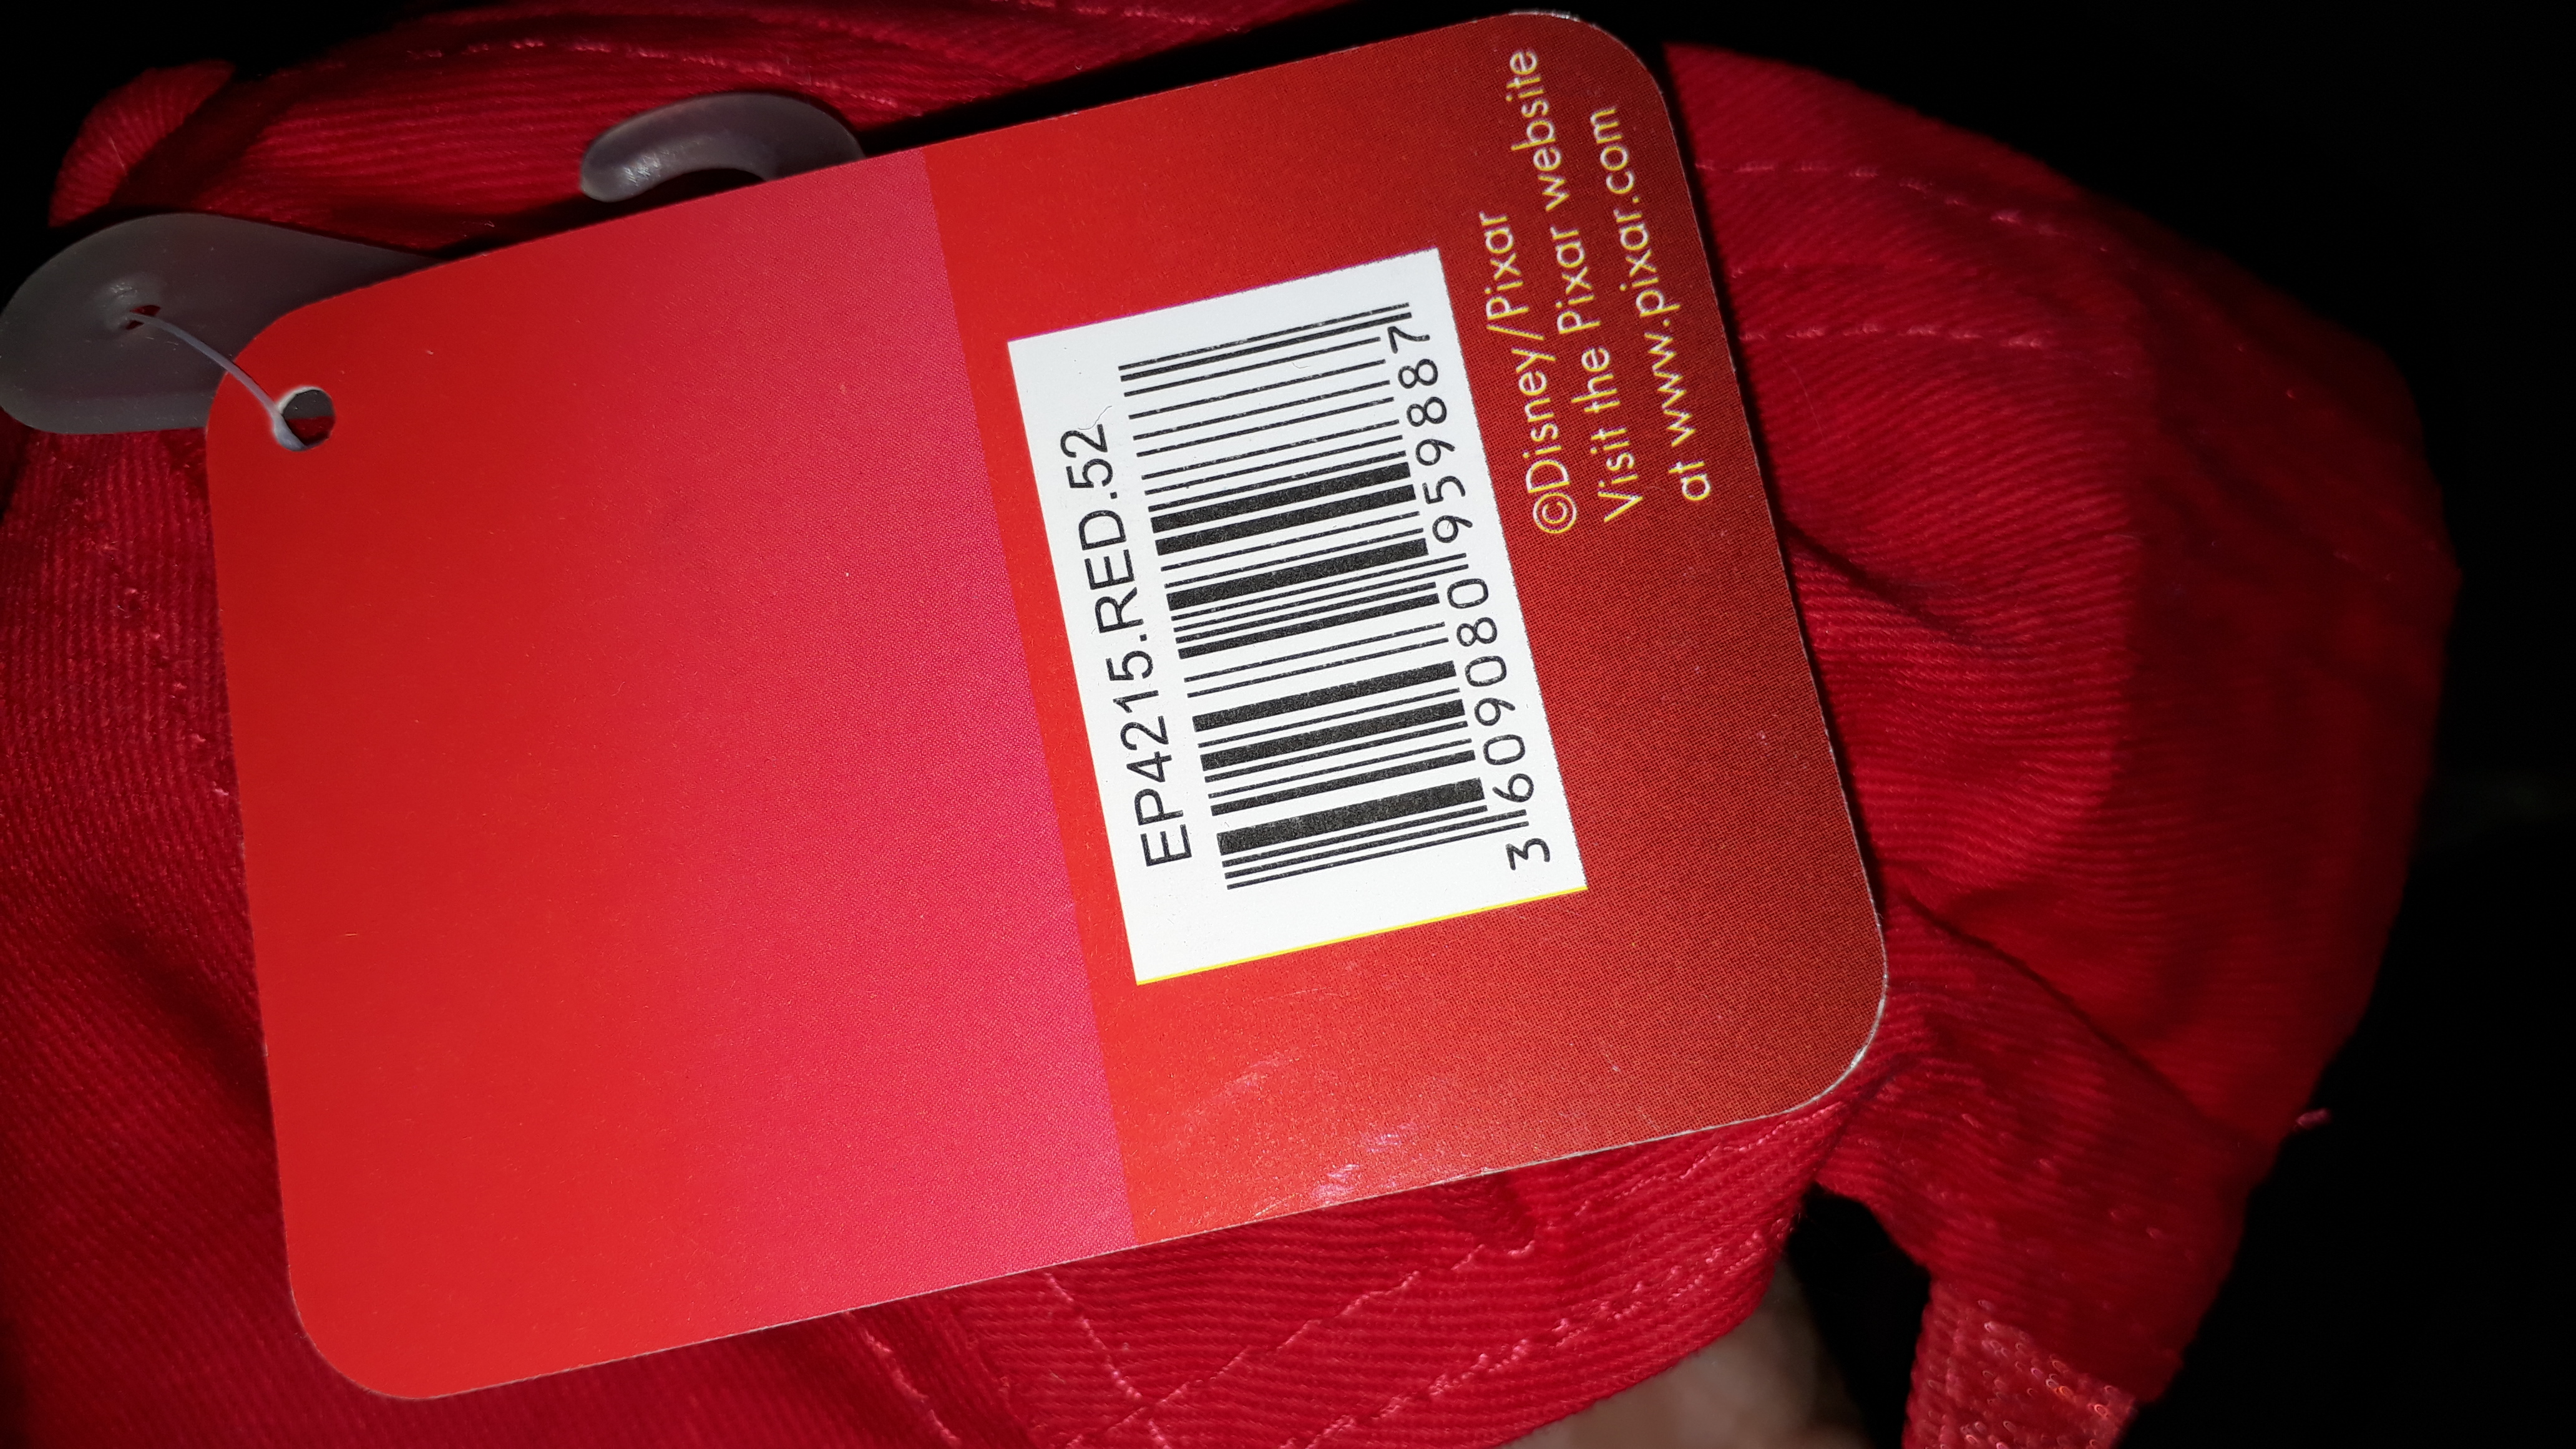 EP4215.RED.52
3 609080 959887
©Disney/Pixar
Visit the Pixar website
at www.pixar.com